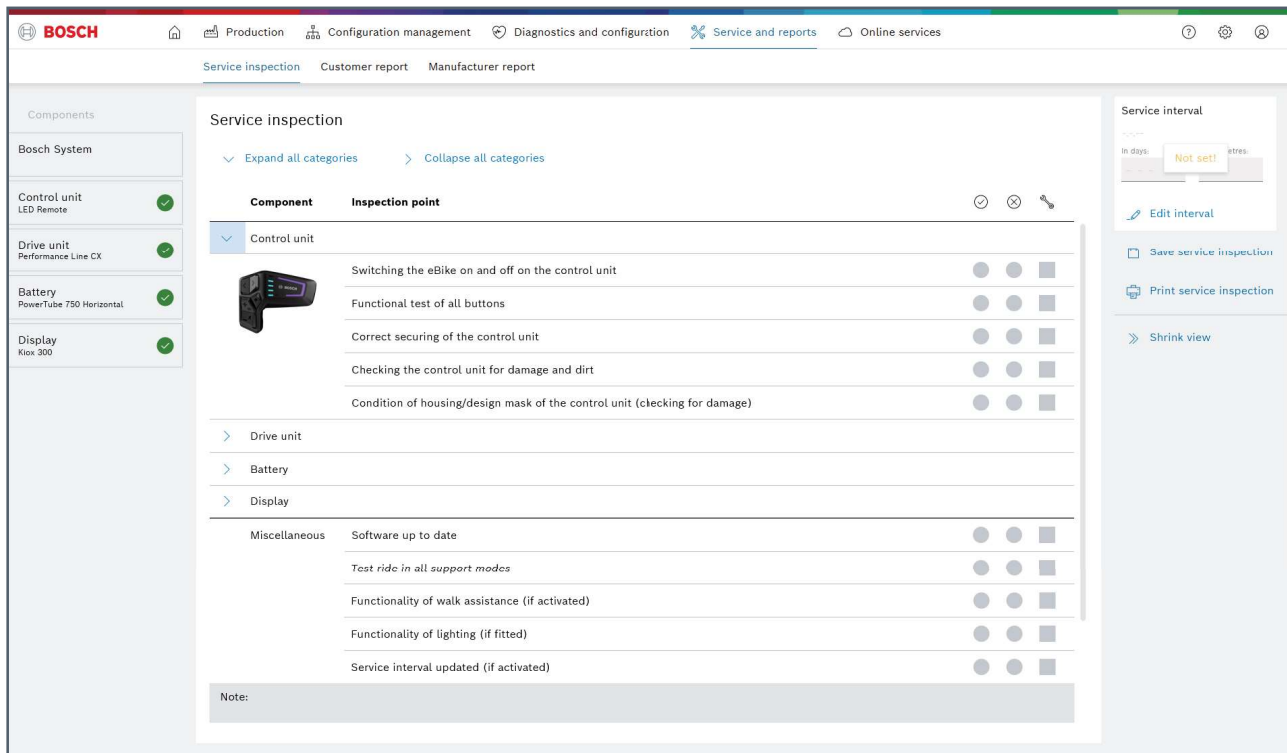 BOSCH
Production
Configuration management
Diagnostics and configurtion
Service and reports
Online services
Service inspection
Customer report
Manufacturer report
Components
Bosch System
Control unit
LED Remote
Drive unit
Performance Line CX
Battery
PowerTube 750 Horizontal
Display
Kiox 300
Service inspection
Expand all categories
Collapse all categories
Component Inspection point
Control unit
Switching the eBike on and off on the control unit
Functional test of all buttons
Correct securing of the control unit
Checking the control unit for damage and dirt
Condition of housing/design mask of the control unit (checking for damage)
Drive unit
Battery
Display
Miscellaneous Software up to date
Test ride in all support modes
Functionality of walk assistance (if activated)
Functionality of lighting (if fitted)
Service interval updated (if activated)
Note:
Service interval
-.-.--
In days:
Not set!
Edit interval
Save service inspection
Print service inspection
Shrink view